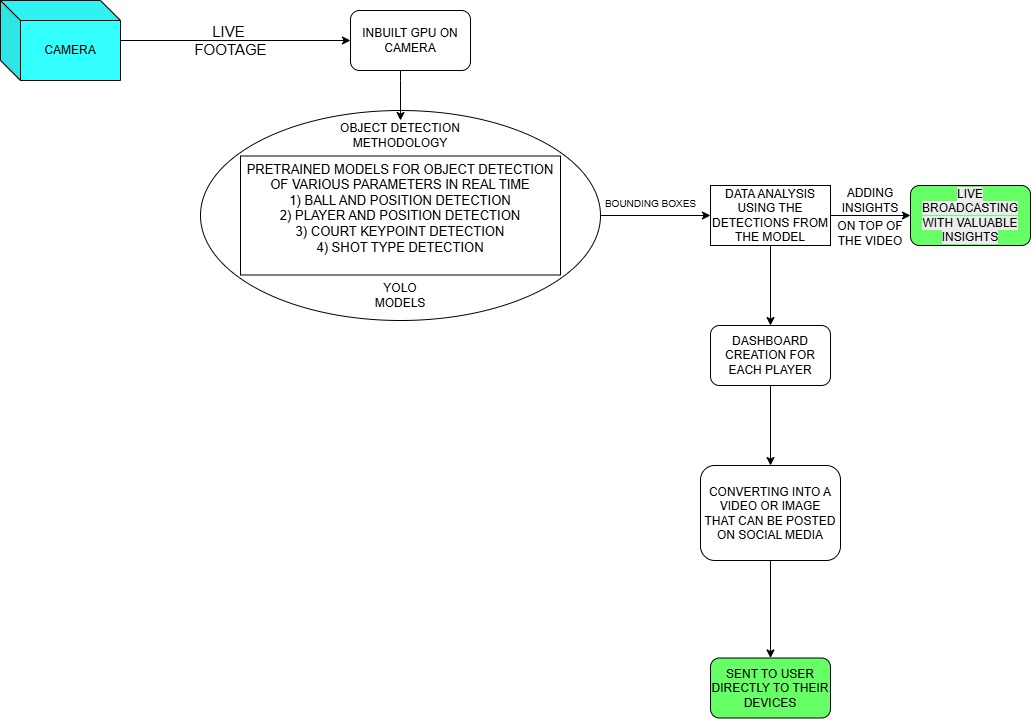 CAMERA
LIVE
FOOTAGE
INBUILT GPU ON
CAMERA
OBJECT DETECTION
METHODOLOGY
PRETRAINED MODELS FOR OBJECT DETECTION
OF VARIOUS PARAMETERS IN REAL TIME
1) BALL AND POSITION DETECTION
2) PLAYER AND POSITION DETECTION
3) COURT KEYPOINT DETECTION
4) SHOT TYPE DETECTION
YOLO
MODELS
BOUNDING BOXES
DATA ANALYSIS
USING THE
DETECTIONS FROM
THE MODEL
ADDING
INSIGHTS
ON TOP OF
THE VIDEO
LIVE
BROADCASTING
WITH VALUABLE
INSIGHTS
DASHBOARD
CREATION FOR
EACH PLAYER
CONVERTING INTO A
VIDEO OR IMAGE
THAT CAN BE POSTED
ON SOCIAL MEDIA
SENT TO USER
DIRECTLY TO THEIR
DEVICES